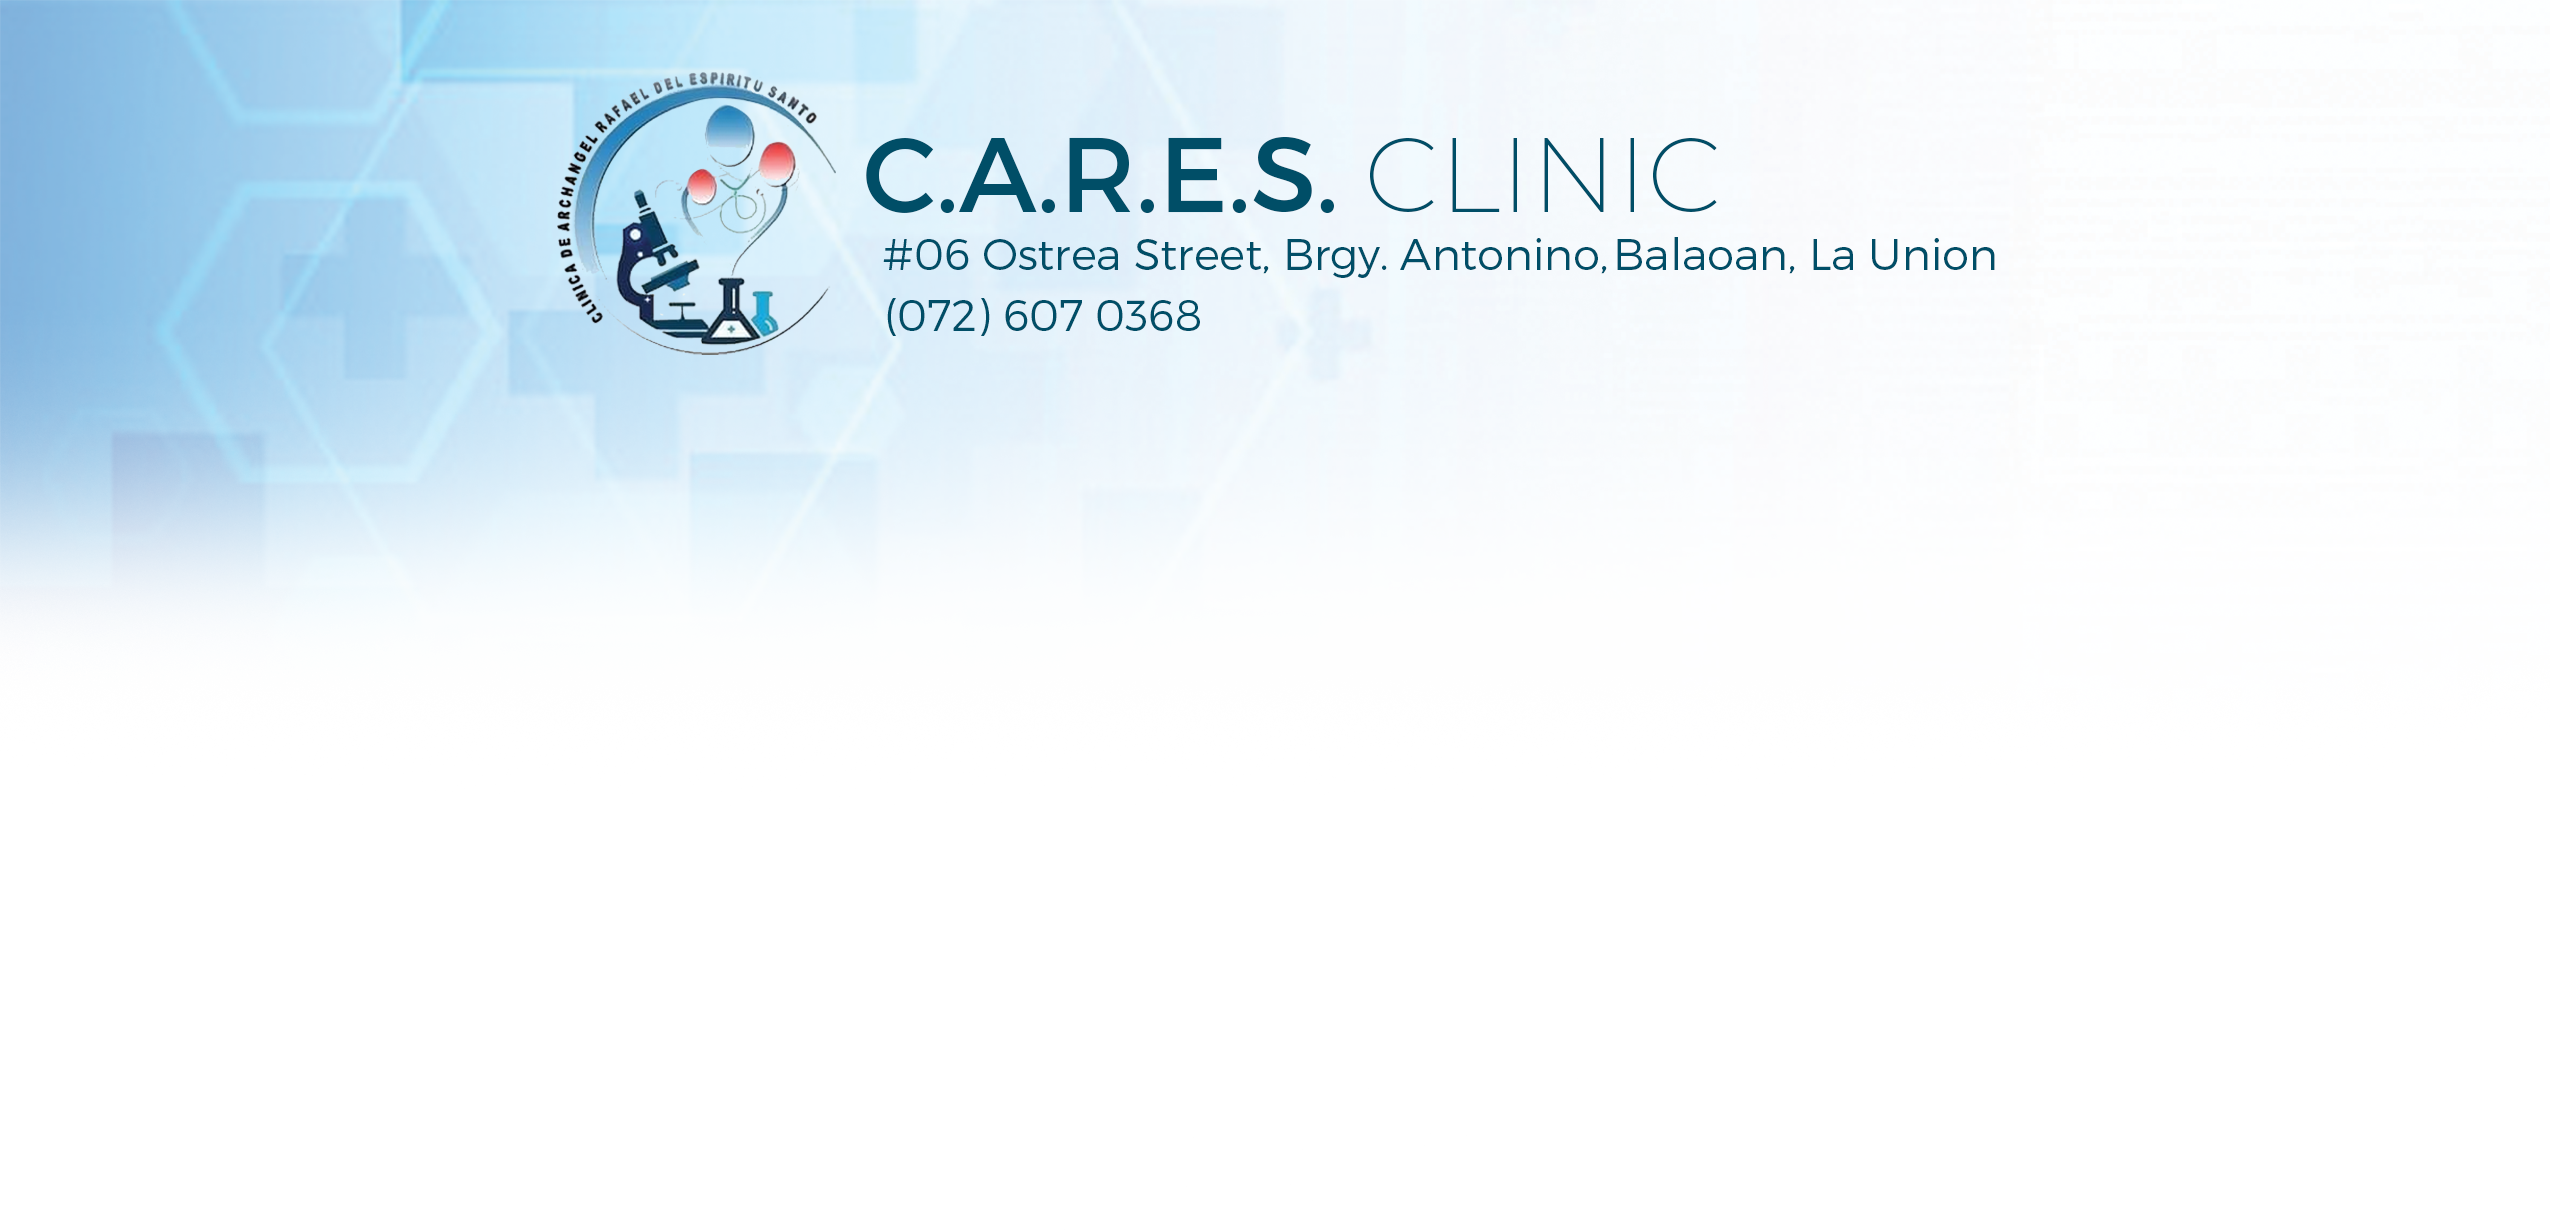 CLINICA DE ARCHANGEL RAFAEL DEL ESPIRITU SANTO
C.A.R.E.S. CLINIC
#06 Ostrea Street, Brgy. Antonino, Balaoan, La Union
(072) 607 0368